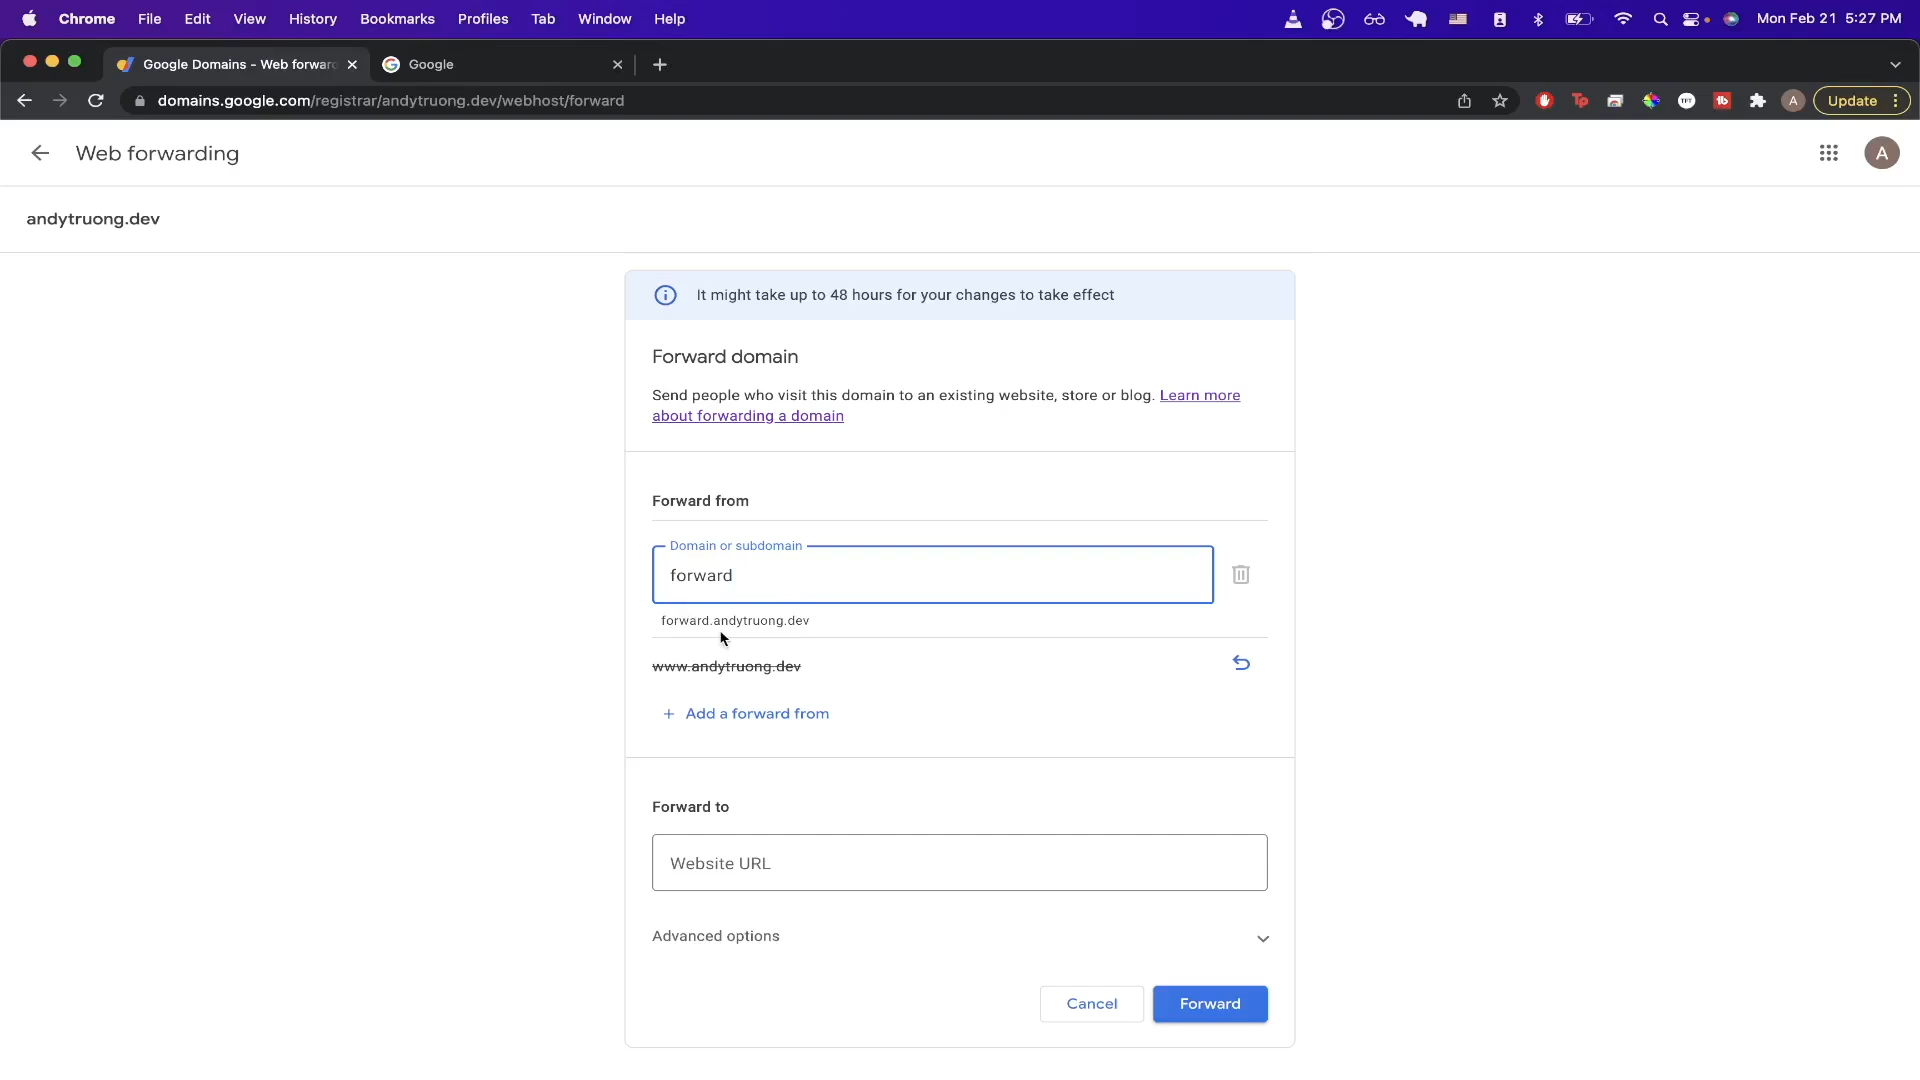 Chrome File Edit View History Bookmarks Profiles Tab Window Help Mon Feb 21 5:27 PM
Google Domains - Web forwar Google
domains.google.com/registrar/andytruong.dev/webhost/forward Tp TFT tb A Update
Web forwarding A
andytruong.dev
It might take up to 48 hours for your changes to take effect
Forward domain
Send people who visit this domain to an existing website, store or blog. Learn more
about forwarding a domain
Forward from
Domain or subdomain
forward
forward.andytruong.dev
www.andytruong.dev
+ Add a forward from
Forward to
Website URL
Advanced options
Cancel Forward